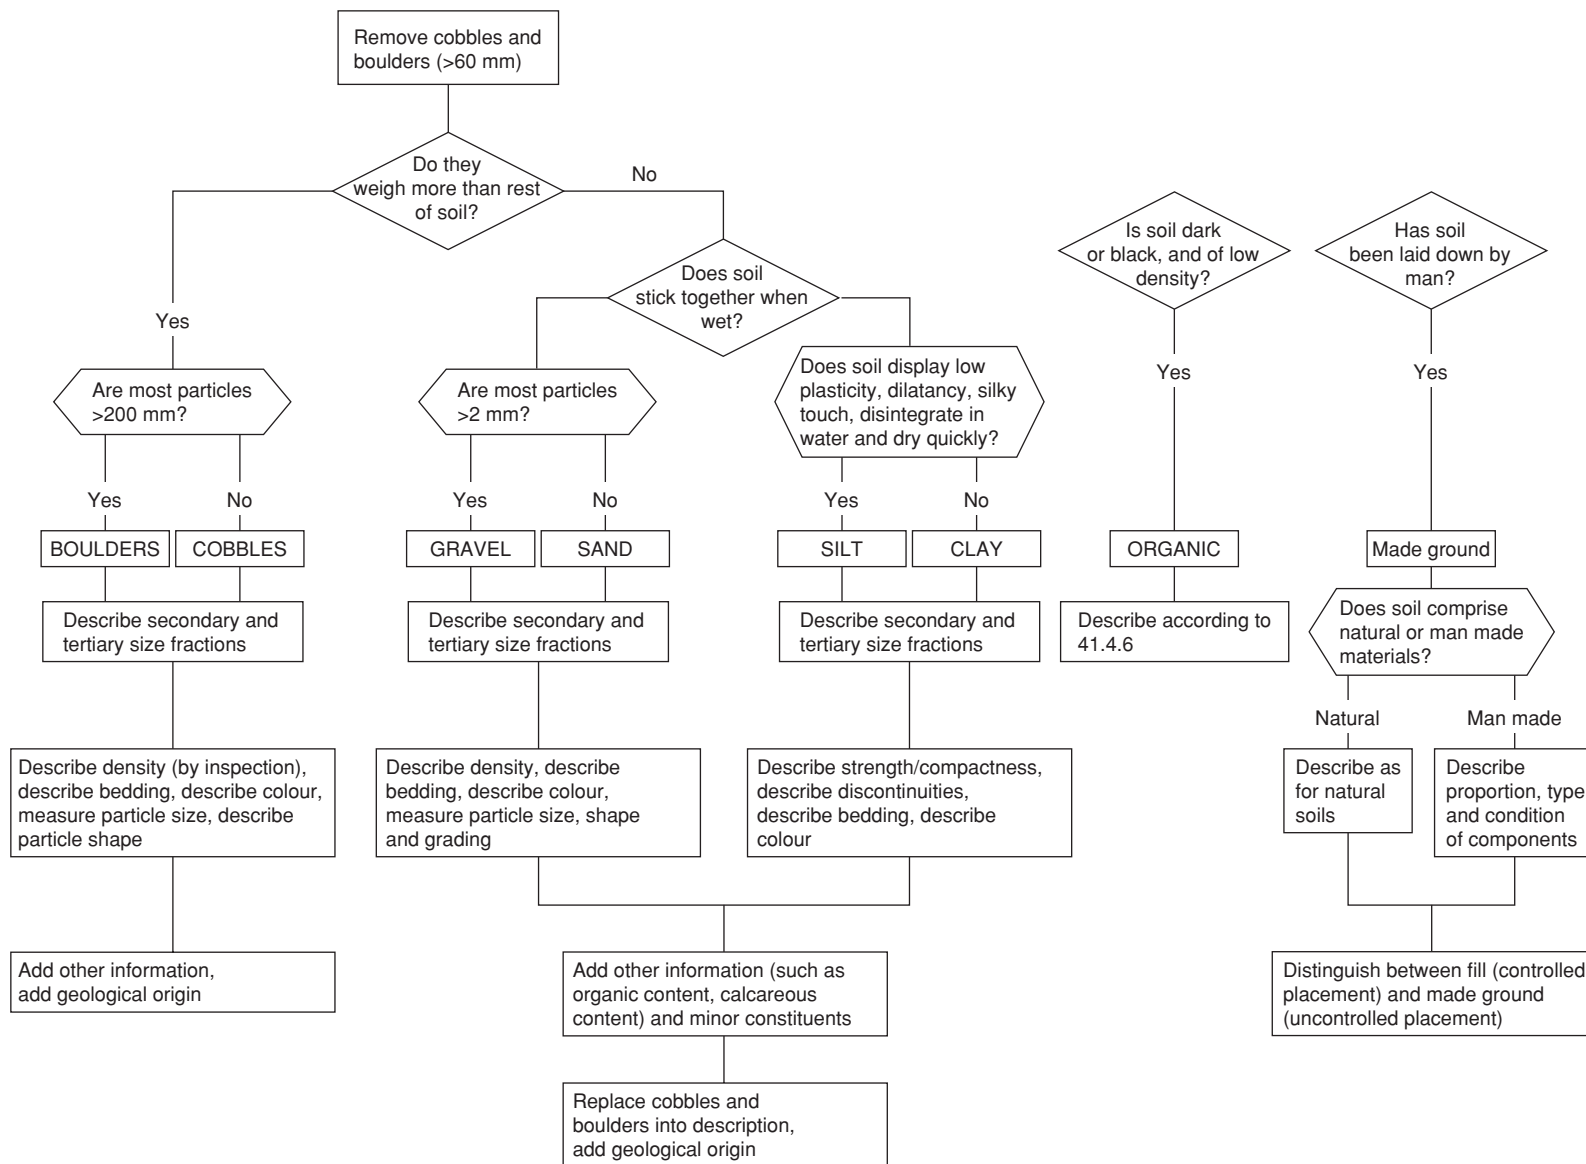 Remove cobbles and
boulders (>60 mm)
Do they
weigh more than rest
of soil?
No
Yes
Does soil
stick together when
wet?
Is soil dark
or black, and of low
density?
Has soil
been laid down by
man?
Are most particles
>200 mm?
Are most particles
>2 mm?
Does soil display low
plasticity, dilatancy, silky
touch, disintegrate in
water and dry quickly?
Yes
Yes
Yes
No
Yes
No
Yes
No
BOULDERS
COBBLES
GRAVEL
SAND
SILT
CLAY
ORGANIC
Made ground
Describe secondary and
tertiary size fractions
Describe secondary and
tertiary size fractions
Describe secondary and
tertiary size fractions
Describe according to
41.4.6
Does soil comprise
natural or man made
materials?
Natural
Man made
Describe density (by inspection),
describe bedding, describe colour,
measure particle size, describe
particle shape
Describe density, describe
bedding, describe colour,
measure particle size, shape
and grading
Describe strength/compactness,
describe discontinuities,
describe bedding, describe
colour
Describe as
for natural
soils
Describe
proportion, type
and condition
of components
Add other information,
add geological origin
Add other information (such as
organic content, calcareous
content) and minor constituents
Distinguish between fill (controlled
placement) and made ground
(uncontrolled placement)
Replace cobbles and
boulders into description,
add geological origin